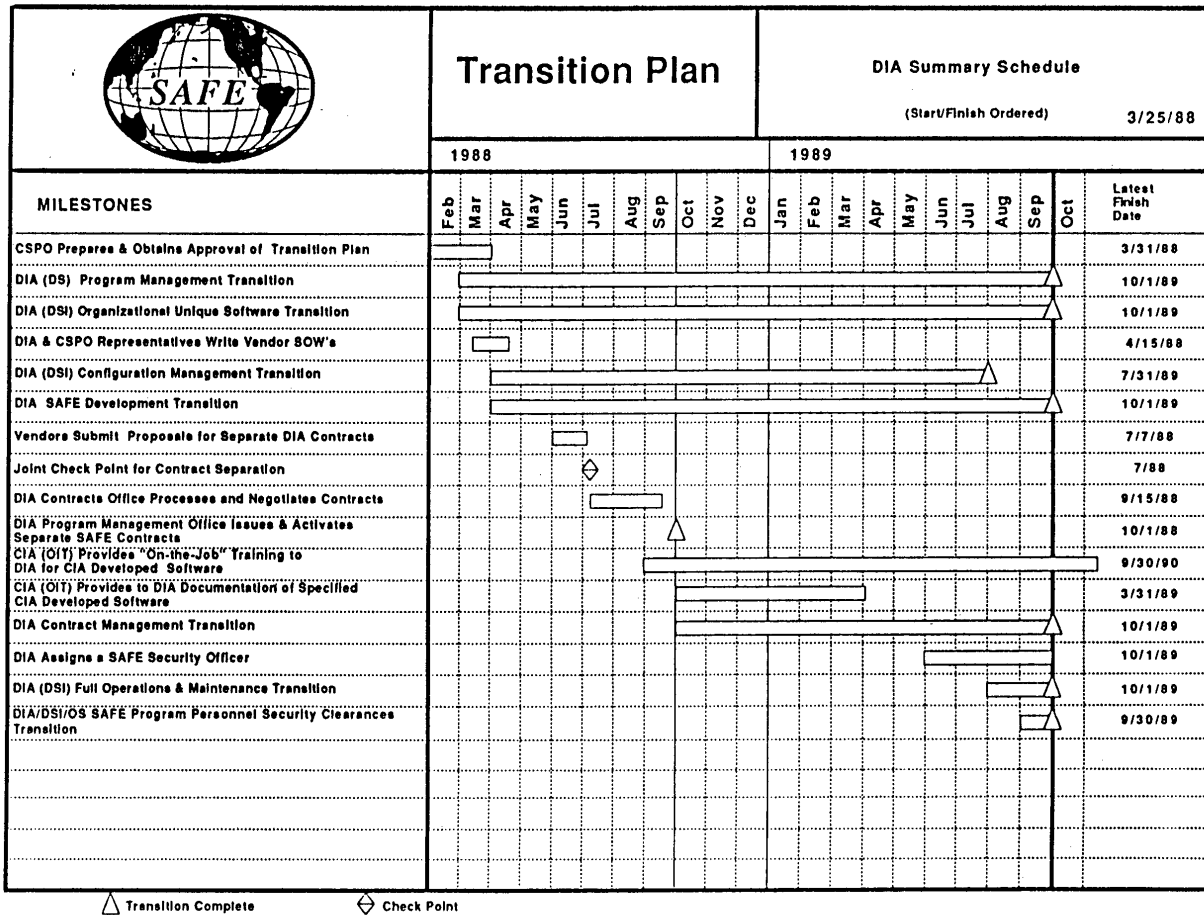 SAFE
Transition Plan
DIA Summary Schedule
(Start/Finish Ordered)
3/25/88
1988
1989
MILESTONES
Feb
Mar
Apr
May
Jun
Jul
Aug
Sep
Oct
Nov
Dec
Jan
Feb
Mar
Apr
May
Jun
Jul
Aug
Sep
Oct
Latest
Finish
Date
CSPO Prepares & Obtains Approval of Transition Plan 3/31/88
DIA (DS) Program Management Transition 10/1/89
DIA (DSI) Organizational Unique Software Transition 10/1/89
DIA & CSPO Representatives Write Vendor SOW's 4/15/88
DIA (DSI) Configuration Management Transition 7/31/89
DIA SAFE Development Transition 10/1/89
Vendors Submit Proposals for Separate DIA Contracts 7/7/88
Joint Check Point for Contract Separation 7/88
DIA Contracts Office Processes and Negotiates Contracts 9/15/88
DIA Program Management Office Issues & Activates
Separate SAFE Contracts 10/1/88
CIA (OIT) Provides "On-the-Job" Training to
DIA for CIA Developed Software 9/30/90
CIA (OIT) Provides to DIA Documentation of Specified
CIA Developed Software 3/31/89
DIA Contract Management Transition 10/1/89
DIA Assigns a SAFE Security Officer 10/1/89
DIA (DSI) Full Operations & Maintenance Transition 10/1/89
DIA/DSI/OS SAFE Program Personnel Security Clearances
Transition 9/30/89
Transition Complete
Check Point